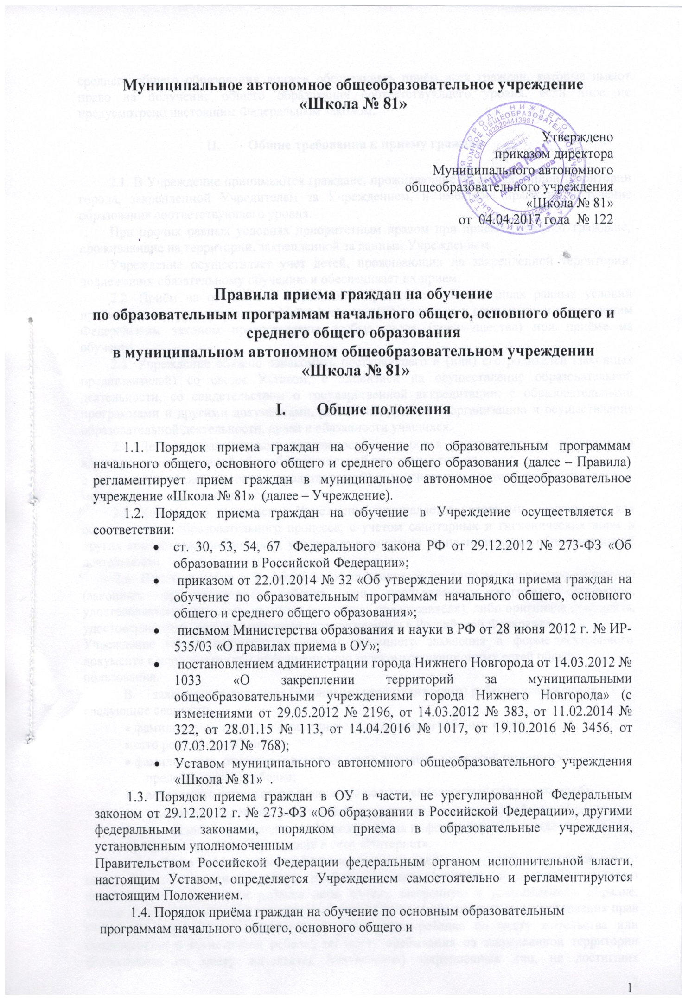 Муниципальное автономное общеобразовательное учреждение
«Школа № 81»
Утверждено
приказом директора
Муниципального автономного
общеобразовательного учреждения
«Школа № 81»
от 04.04.2017 года № 122
ОГРН 1025204413981
"Школа №81"
для документов
Правила приема граждан на обучение
по образовательным программам начального общего, основного общего и
среднего общего образования
в муниципальном автономном общеобразовательном учреждении
«Школа № 81»
I. Общие положения
1.1. Порядок приема граждан на обучение по образовательным программам
начального общего, основного общего и среднего общего образования (далее – Правила)
регламентирует прием граждан в муниципальное автономное общеобразовательное
учреждение «Школа № 81» (далее – Учреждение).
1.2. Порядок приема граждан на обучение в Учреждение осуществляется в
соответствии:
• ст. 30, 53, 54, 67 Федерального закона РФ от 29.12.2012 № 273-ФЗ «Об
образовании в Российской Федерации»;
• приказом от 22.01.2014 № 32 «Об утверждении порядка приема граждан на
обучение по образовательным программам начального общего, основного
общего и среднего общего образования»;
• письмом Министерства образования и науки в РФ от 28 июня 2012 г. № ИР-
535/03 «О правилах приема в ОУ»;
• постановлением администрации города Нижнего Новгорода от 14.03.2012 №
1033 «О закреплении территорий за муниципальными
общеобразовательными учреждениями города Нижнего Новгорода» (с
изменениями от 29.05.2012 № 2196, от 14.03.2012 № 383, от 11.02.2014 №
322, от 28.01.15 № 113, от 14.04.2016 № 1017, от 19.10.2016 № 3456, от
07.03.2017 № 768);
• Уставом муниципального автономного общеобразовательного учреждения
«Школа № 81» .
1.3. Порядок приема граждан в ОУ в части, не урегулированной Федеральным
законом от 29.12.2012 г. № 273-ФЗ «Об образовании в Российской Федерации», другими
федеральными законами, порядком приема в образовательные учреждения,
установленным уполномоченным
Правительством Российской Федерации федеральным органом исполнительной власти,
настоящим Уставом, определяется Учреждением самостоятельно и регламентируются
настоящим Положением.
1.4. Порядок приёма граждан на обучение по основным образовательным
программам начального общего, основного общего и
1